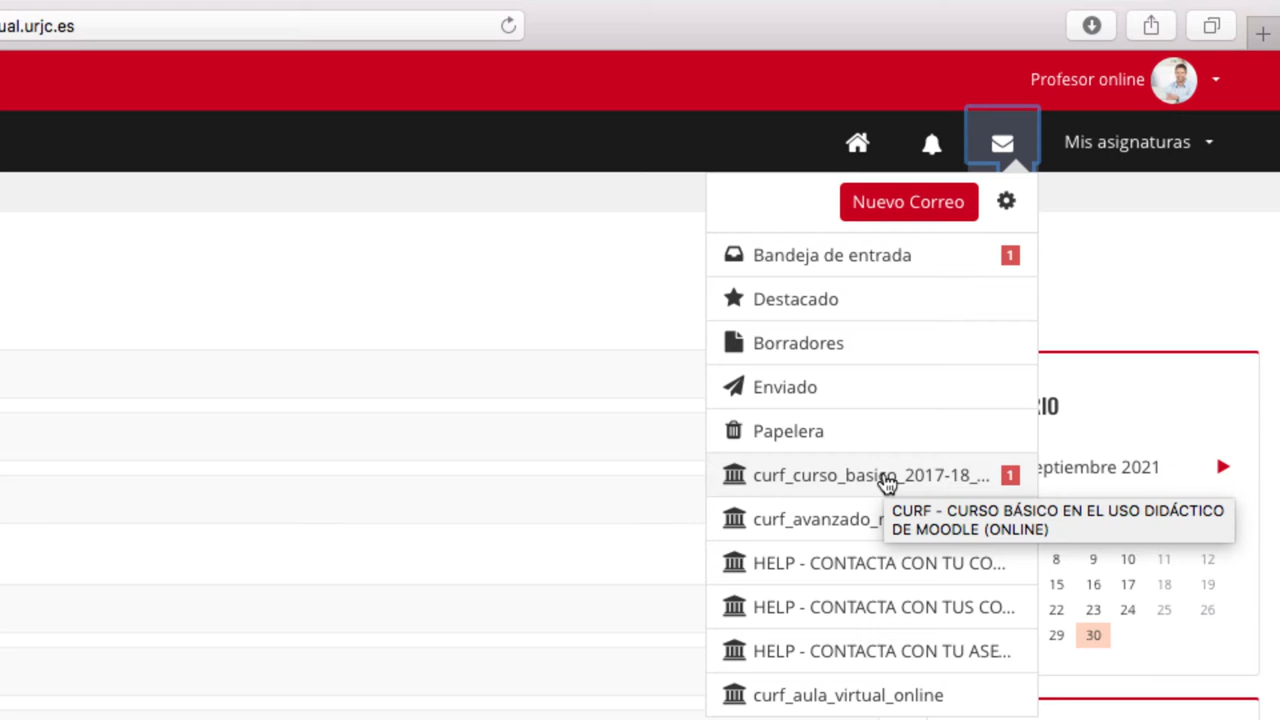 ual.urjc.es
Profesor online
Mis asignaturas
Nuevo Correo
Bandeja de entrada 1
Destacado
Borradores
Enviado
Papelera
curf_curso_basico_2017-18_... 1
CURF - CURSO BÁSICO EN EL USO DIDÁCTICO
DE MOODLE (ONLINE)
curf_avanzado_
HELP - CONTACTA CON TU CO...
HELP - CONTACTA CON TUS CO...
HELP - CONTACTA CON TU ASE...
curf_aula_virtual_online
RIO
eptiembre 2021
8 9 10 11 12
15 16 17 18 19
22 23 24 25 26
29 30